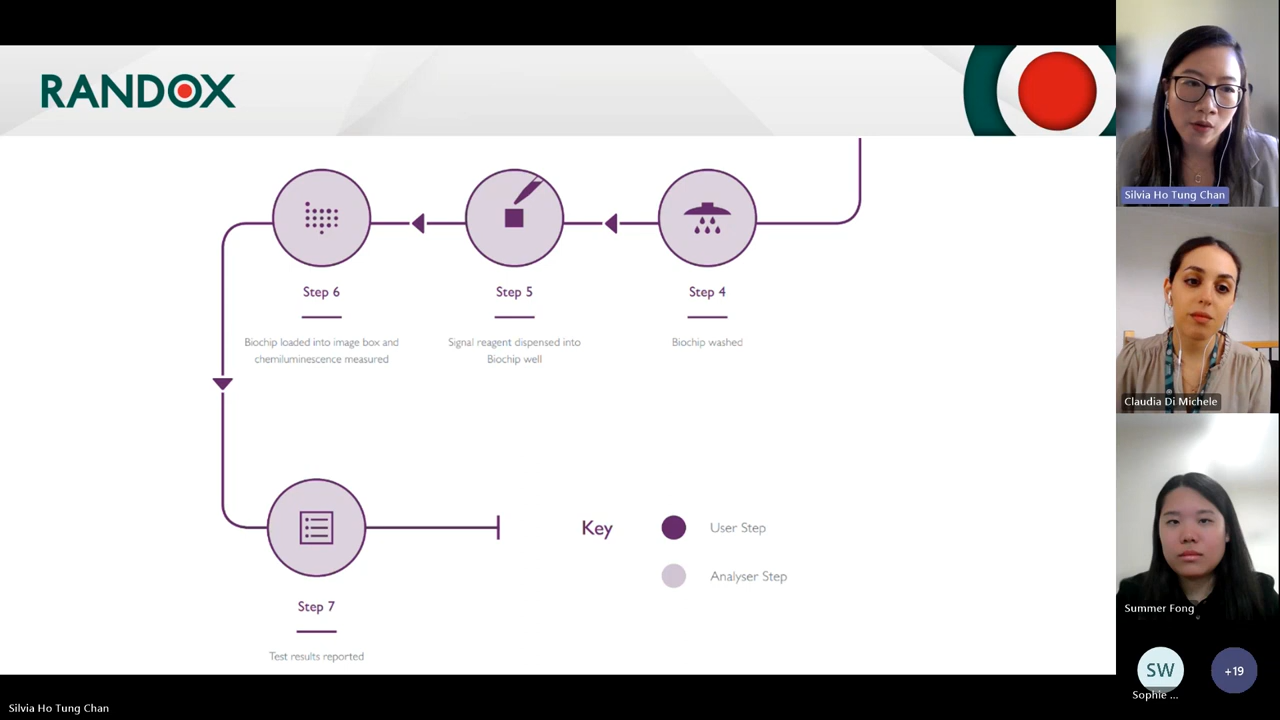 RANDOX
Step 6
Step 5
Step 4
Biochip loaded into image box and
chemiluminescence measured
Signal reagent dispensed into
Biochip well
Biochip washed
Step 7
Test results reported
Key
User Step
Analyser Step
Silvia Ho Tung Chan
Claudia Di Michele
Summer Fong
SW
Sophie ...
+19
Silvia Ho Tung Chan